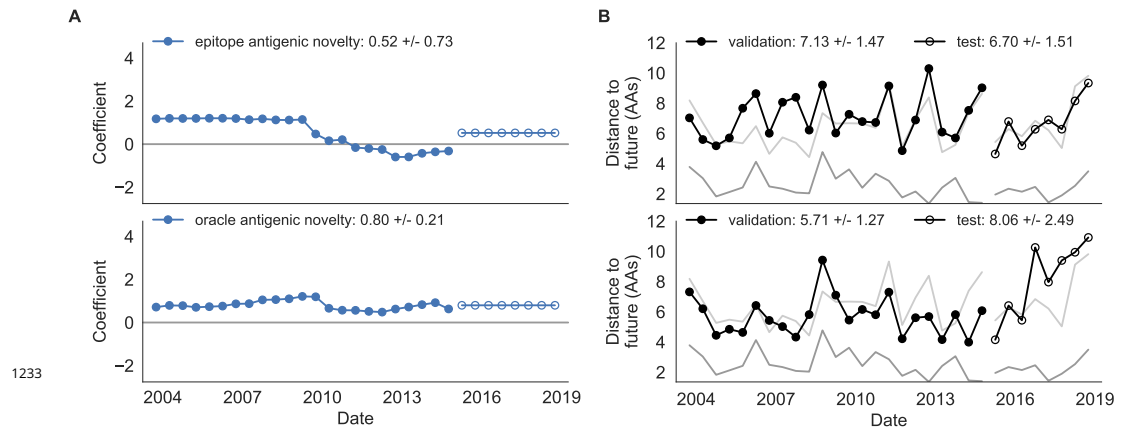 A
B
epitope antigenic novelty: 0.52 +/- 0.73
4
2
0
−2
Coefficient
validation: 7.13 +/- 1.47
test: 6.70 +/- 1.51
12
10
8
6
4
2
Distance to
future (AAs)
oracle antigenic novelty: 0.80 +/- 0.21
4
2
0
−2
Coefficient
2004
2007
2010
2013
2016
2019
Date
validation: 5.71 +/- 1.27
test: 8.06 +/- 2.49
12
10
8
6
4
2
Distance to
future (AAs)
2004
2007
2010
2013
2016
2019
Date
1233